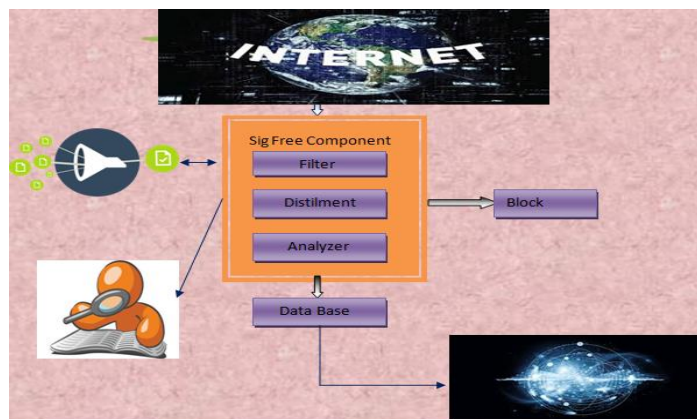 INTERNET
Sig Free Component
Filter
Distilment
Analyzer
Block
Data Base